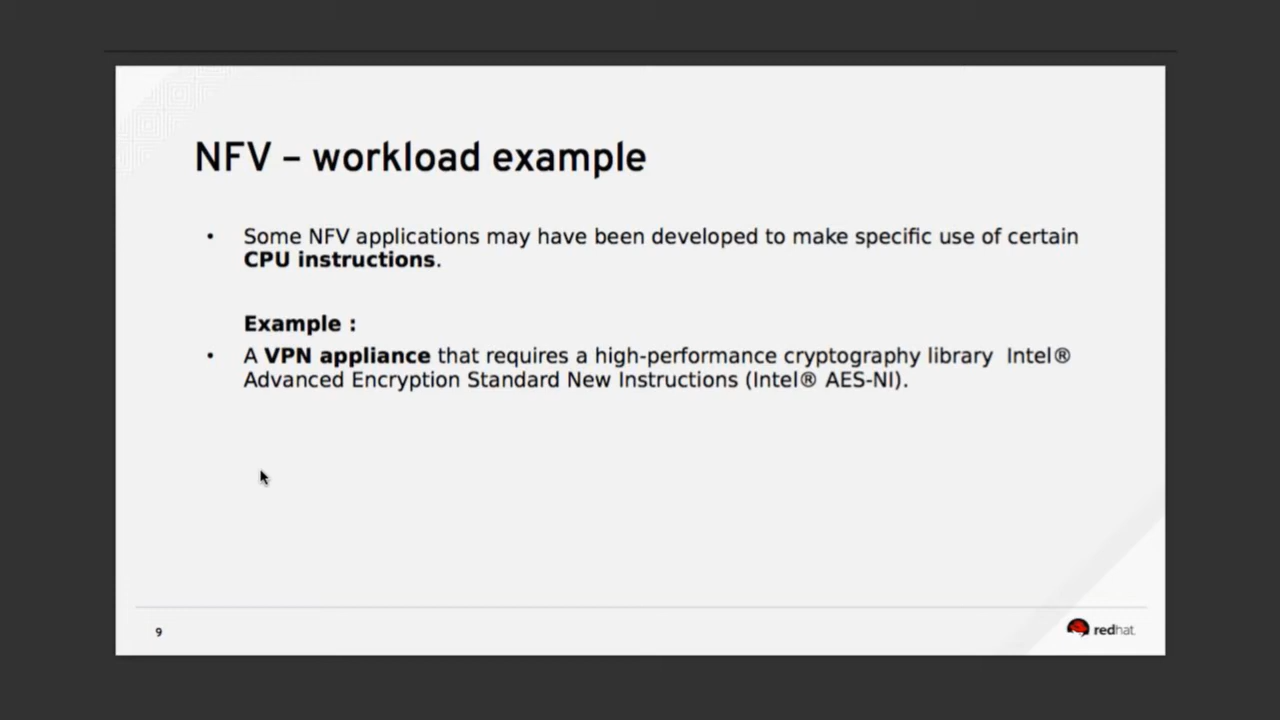 NFV – workload example
• Some NFV applications may have been developed to make specific use of certain
CPU instructions.
Example :
• A VPN appliance that requires a high-performance cryptography library  Intel®
Advanced Encryption Standard New Instructions (Intel® AES-NI).
9
redhat.